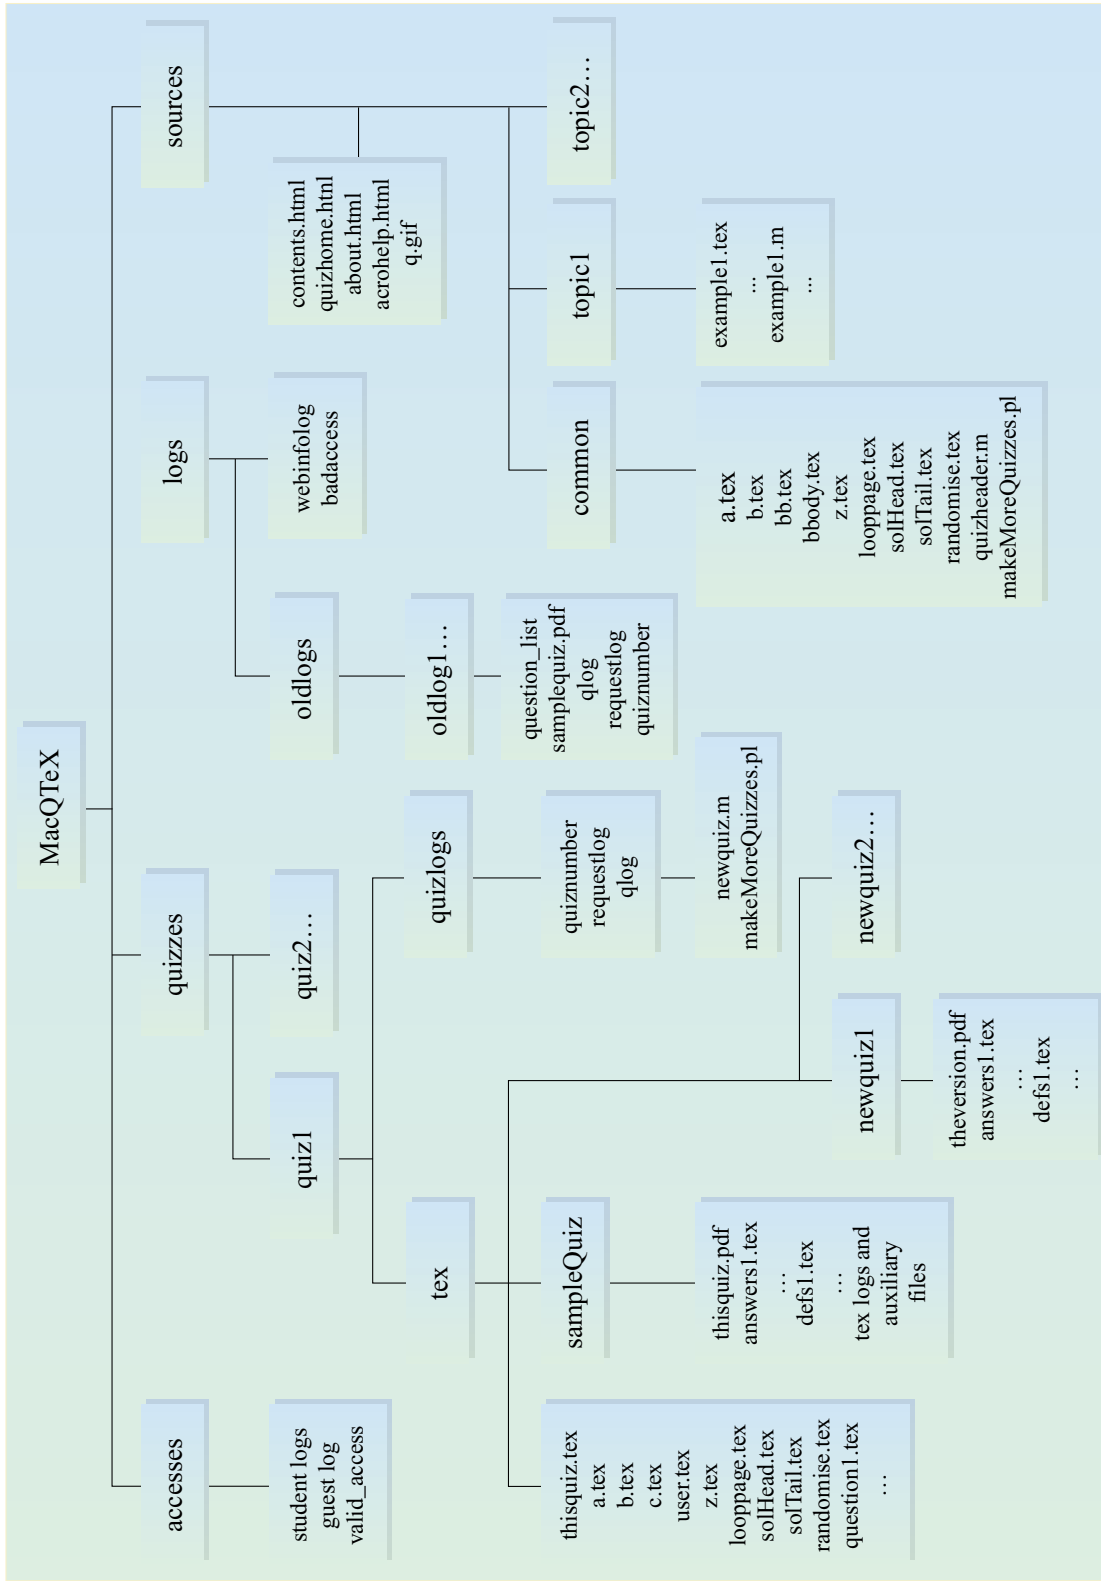 MacQTeX
accesses
quizzes
logs
sources
student logs
guest log
valid_access
quiz1
quiz2…
oldlogs
webinfolog
badaccess
contents.html
quizhome.htnl
about.html
acrohelp.html
q.gif
tex
quizlogs
oldlog1…
thisquiz.tex
a.tex
b.tex
c.tex
user.tex
z.tex
looppage.tex
solHead.tex
solTail.tex
randomise.tex
question1.tex
…
sampleQuiz
quiznumber
requestlog
qlog
question_list
samplequiz.pdf
qlog
requestlog
quiznumber
common
topic1
topic2…
thisquiz.pdf
answers1.tex
…
defs1.tex
…
tex logs and
auxiliary
files
newquiz.m
makeMoreQuizzes.pl
a.tex
b.tex
bb.tex
bbody.tex
z.tex
looppage.tex
solHead.tex
solTail.tex
randomise.tex
quizheader.m
makeMoreQuizzes.pl
example1.tex
...
example1.m
...
newquiz1
newquiz2…
theversion.pdf
answers1.tex
…
defs1.tex
…